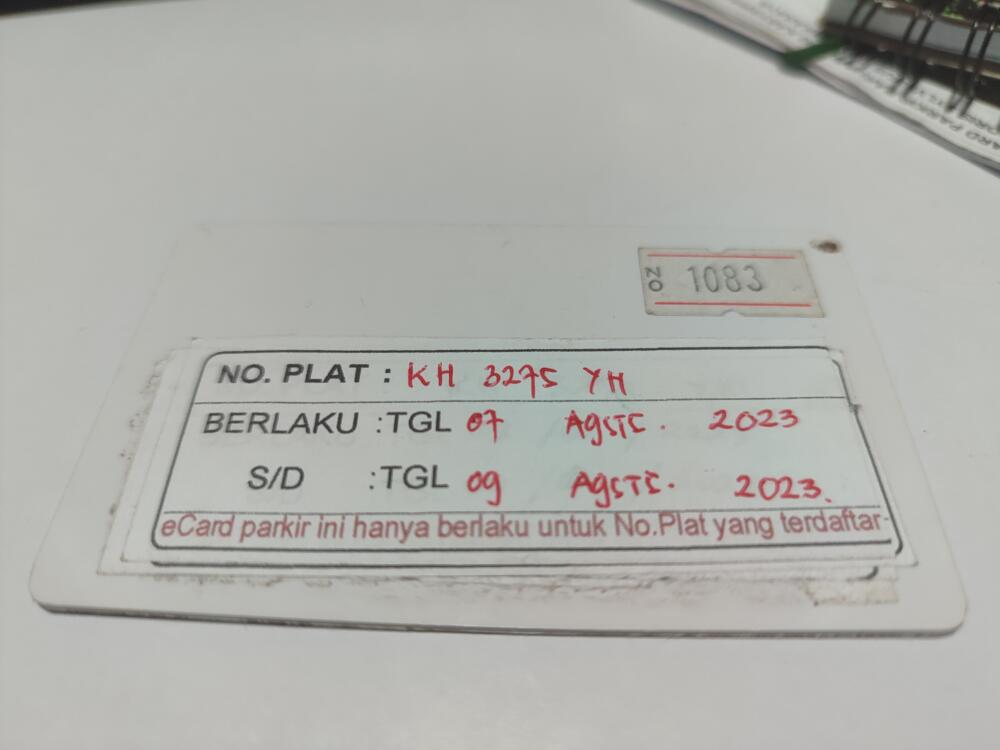 NO 1083
NO. PLAT : KH 3275 YH
BERLAKU :TGL 07 AgSTS. 2023
S/D :TGL 09 AgSTS. 2023.
eCard parkir ini hanya berlaku untuk No.Plat yang terdaftar